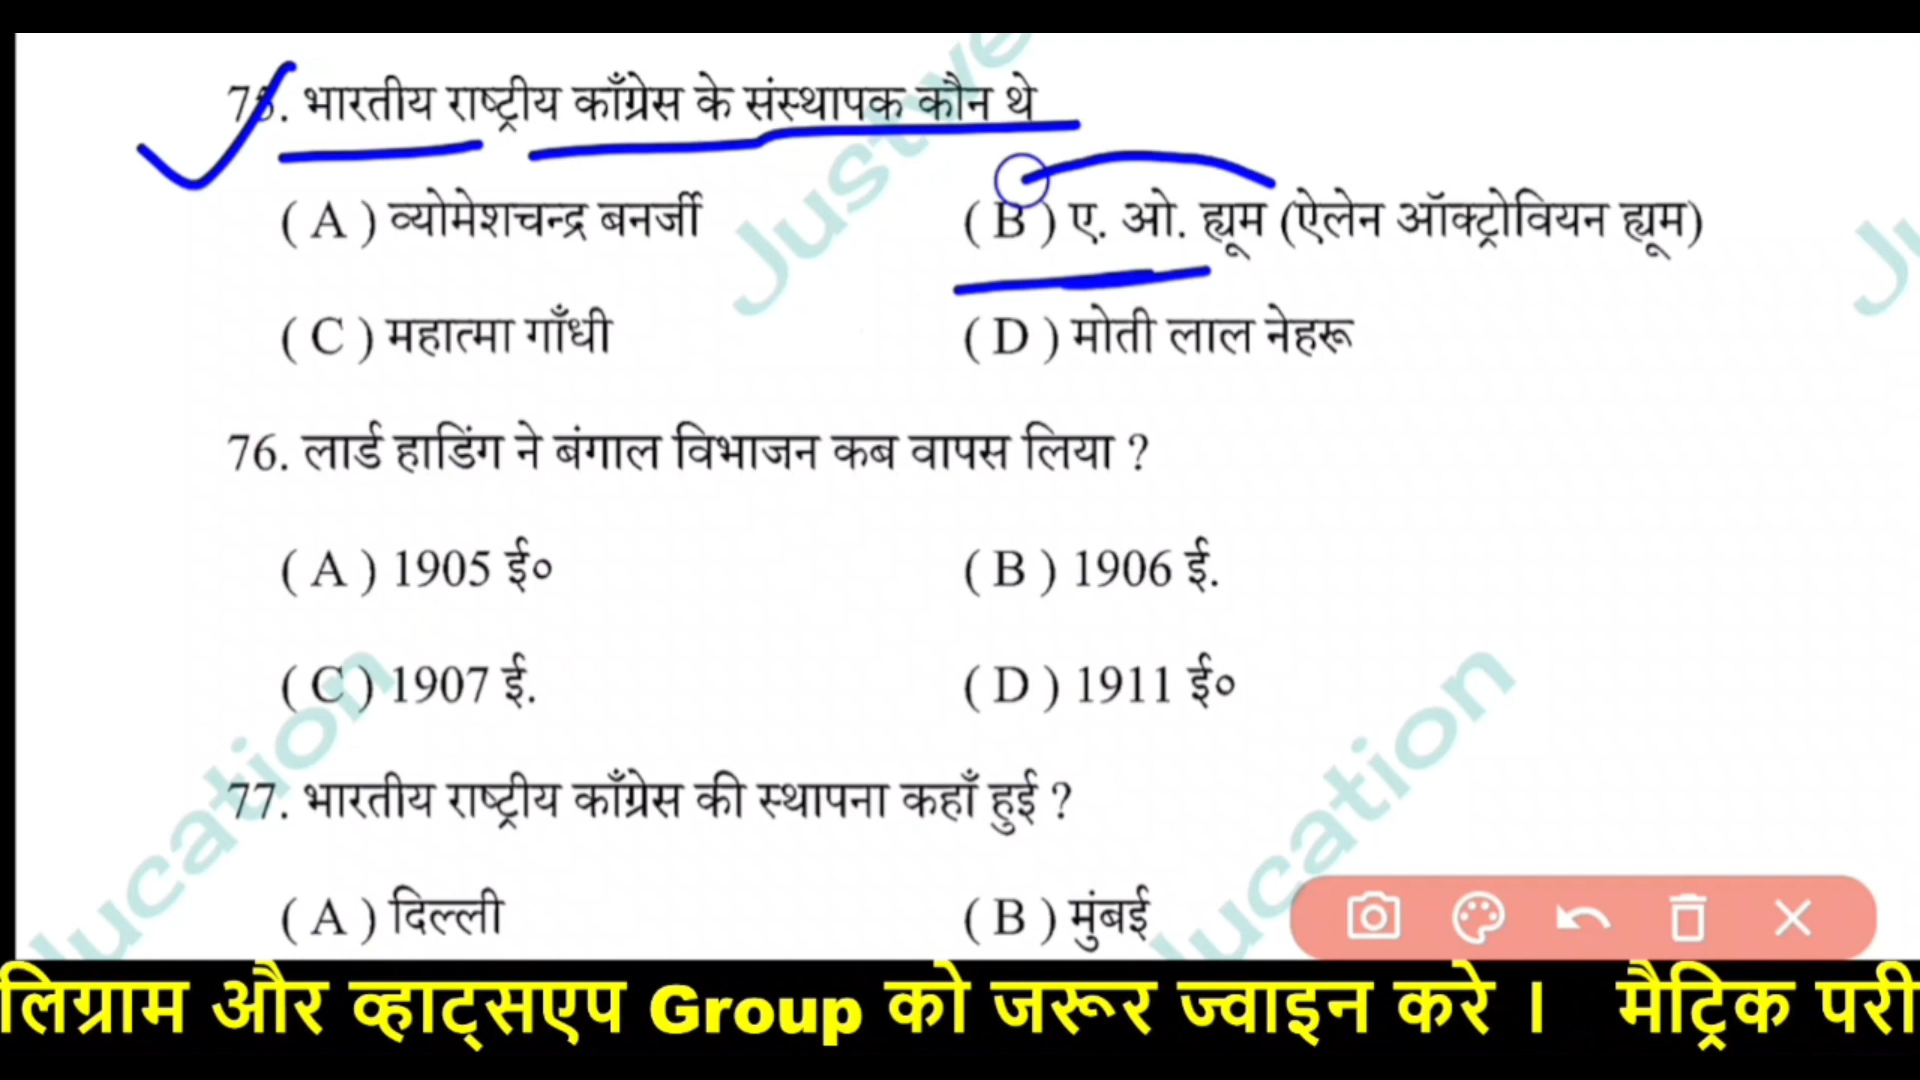 75. भारतीय राष्ट्रीय काँग्रेस के संस्थापक कौन थे
( A ) व्योमेशचन्द्र बनर्जी ( B ) ए. ओ. ह्यूम (ऐलेन ऑक्ट्रोवियन ह्यूम)
( C ) महात्मा गाँधी ( D ) मोती लाल नेहरू
76. लार्ड हाडिंग ने बंगाल विभाजन कब वापस लिया ?
( A ) 1905 ई० ( B ) 1906 ई.
( C ) 1907 ई. ( D ) 1911 ई०
77. भारतीय राष्ट्रीय काँग्रेस की स्थापना कहाँ हुई ?
( A ) दिल्ली ( B ) मुंबई
लिग्राम और व्हाट्सएप Group को जरूर ज्वाइन करे । मैट्रिक परी